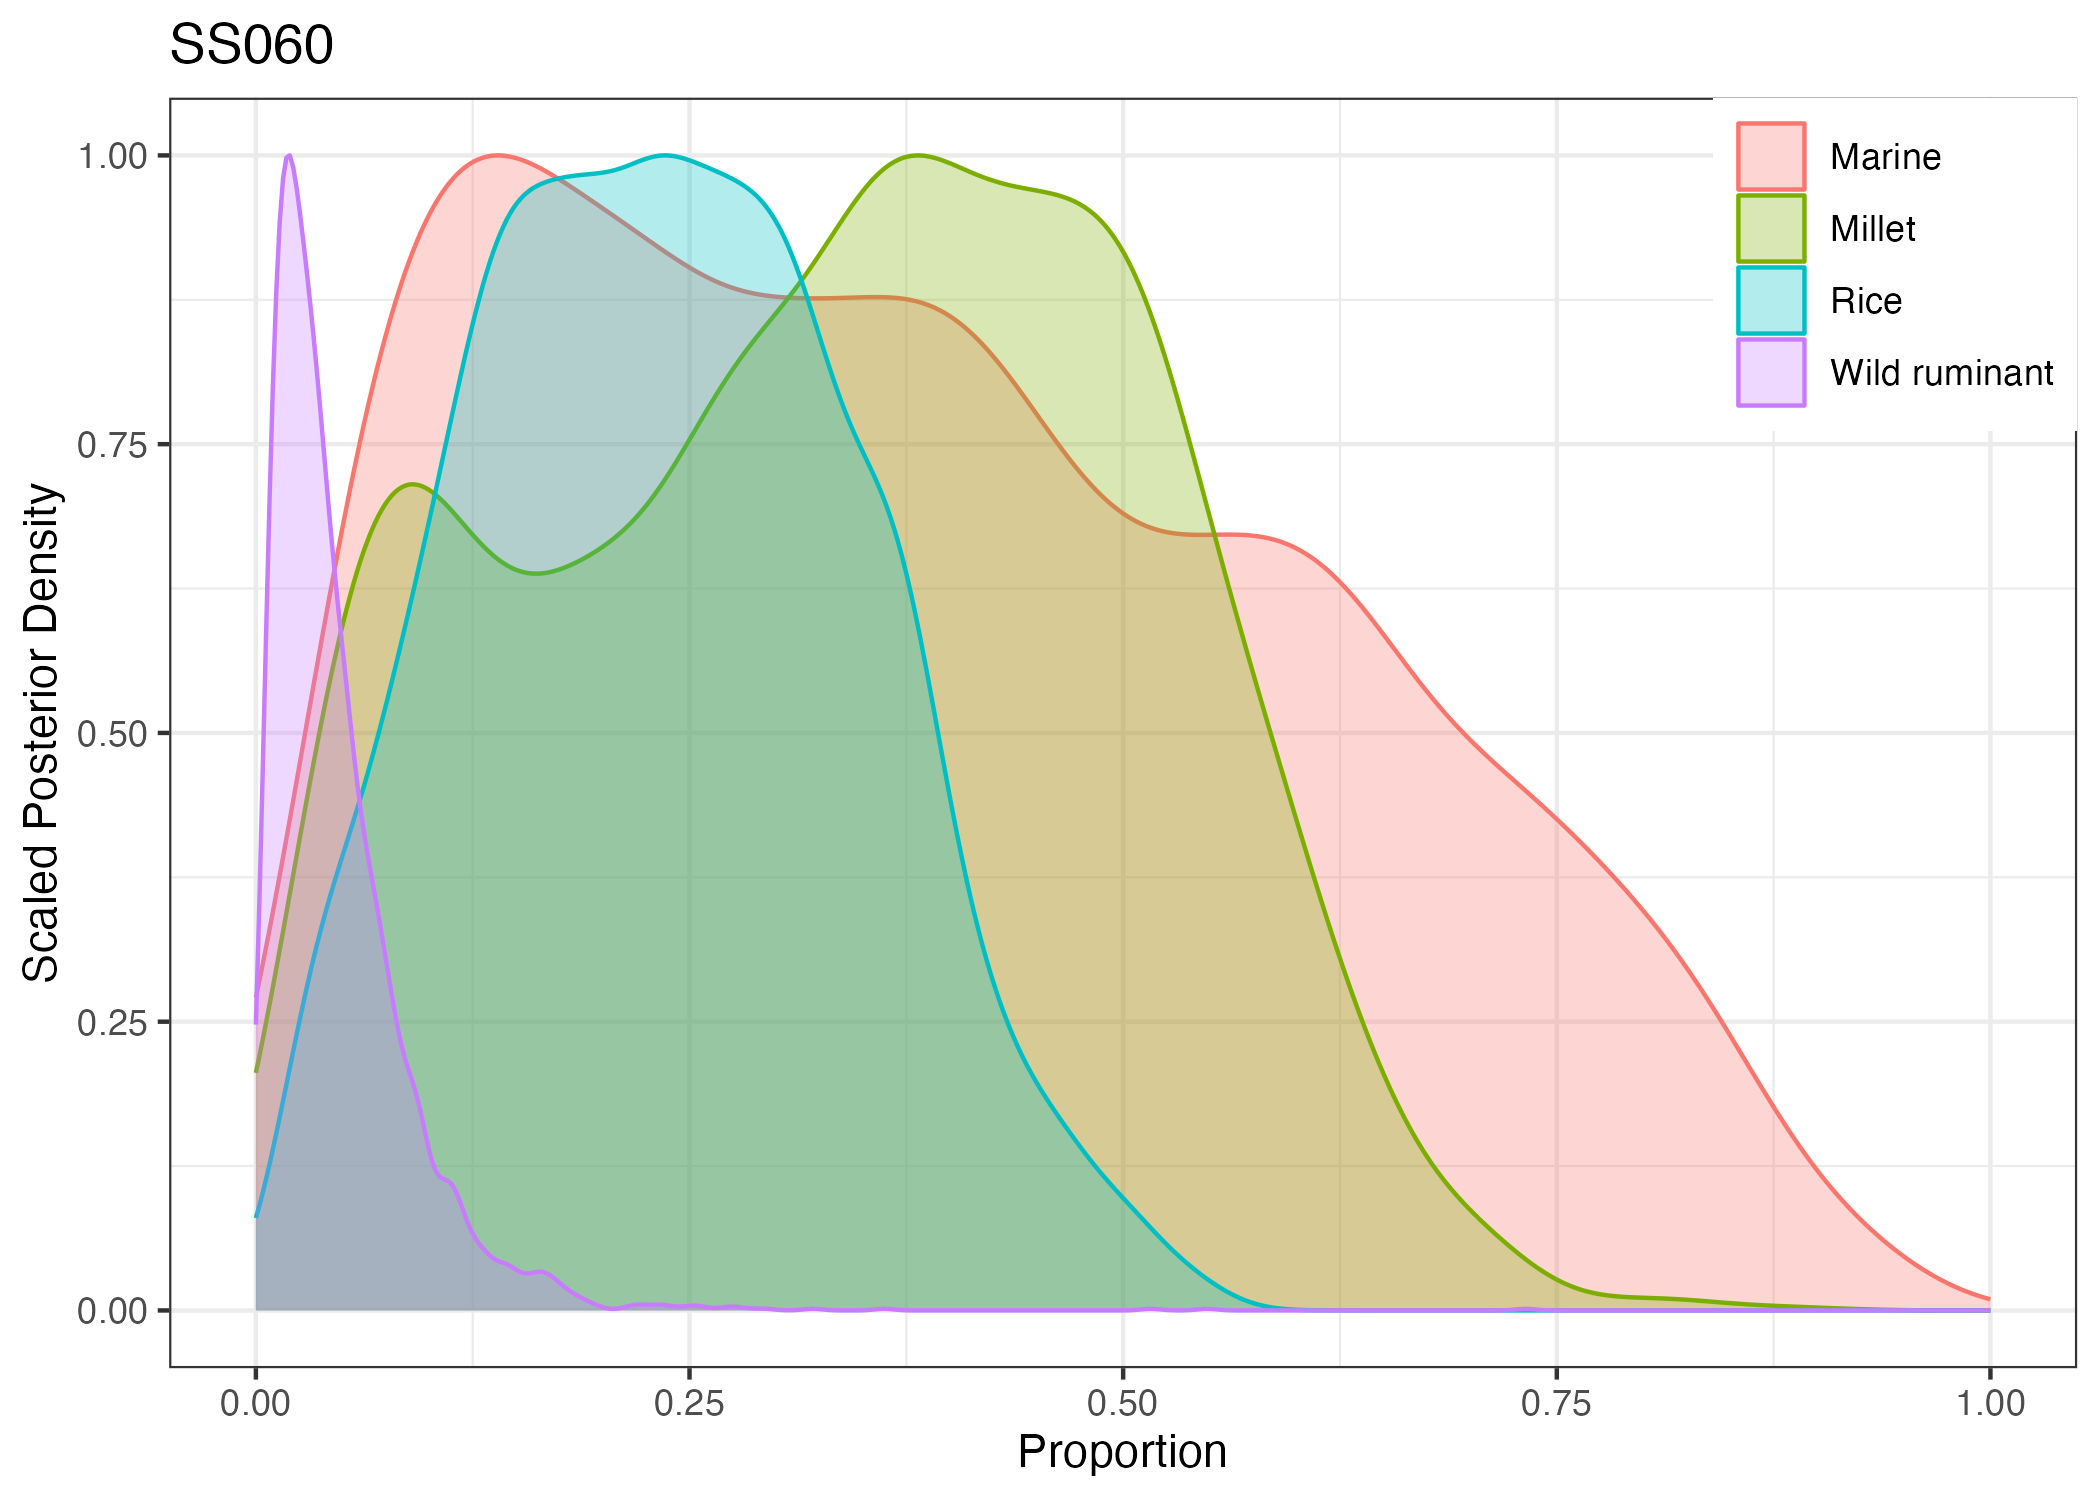 SS060
Scaled Posterior Density
1.00
0.75
0.50
0.25
0.00
Marine
Millet
Rice
Wild ruminant
0.00 0.25 0.50 0.75 1.00
Proportion